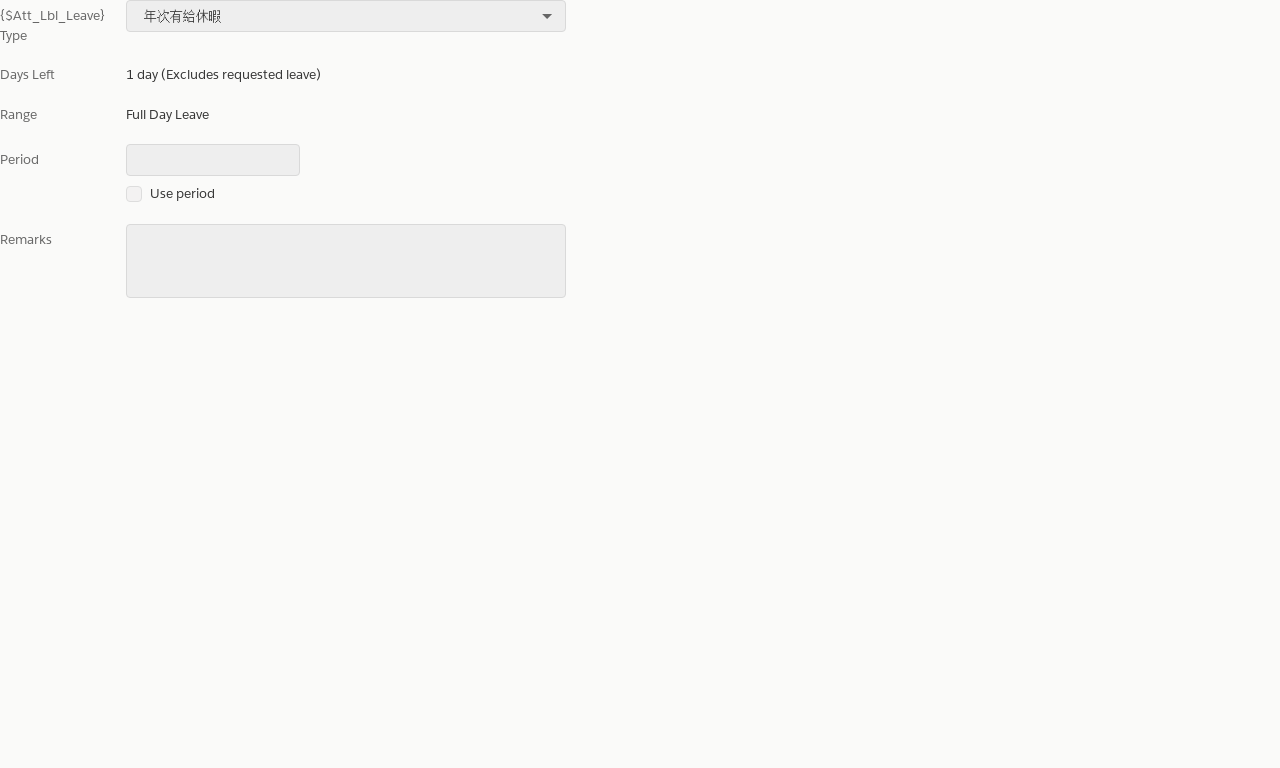 {$Att_Lbl_Leave}
Type
年次有給休暇
Days Left
1 day (Excludes requested leave)
Range
Full Day Leave
Period
Use period
Remarks